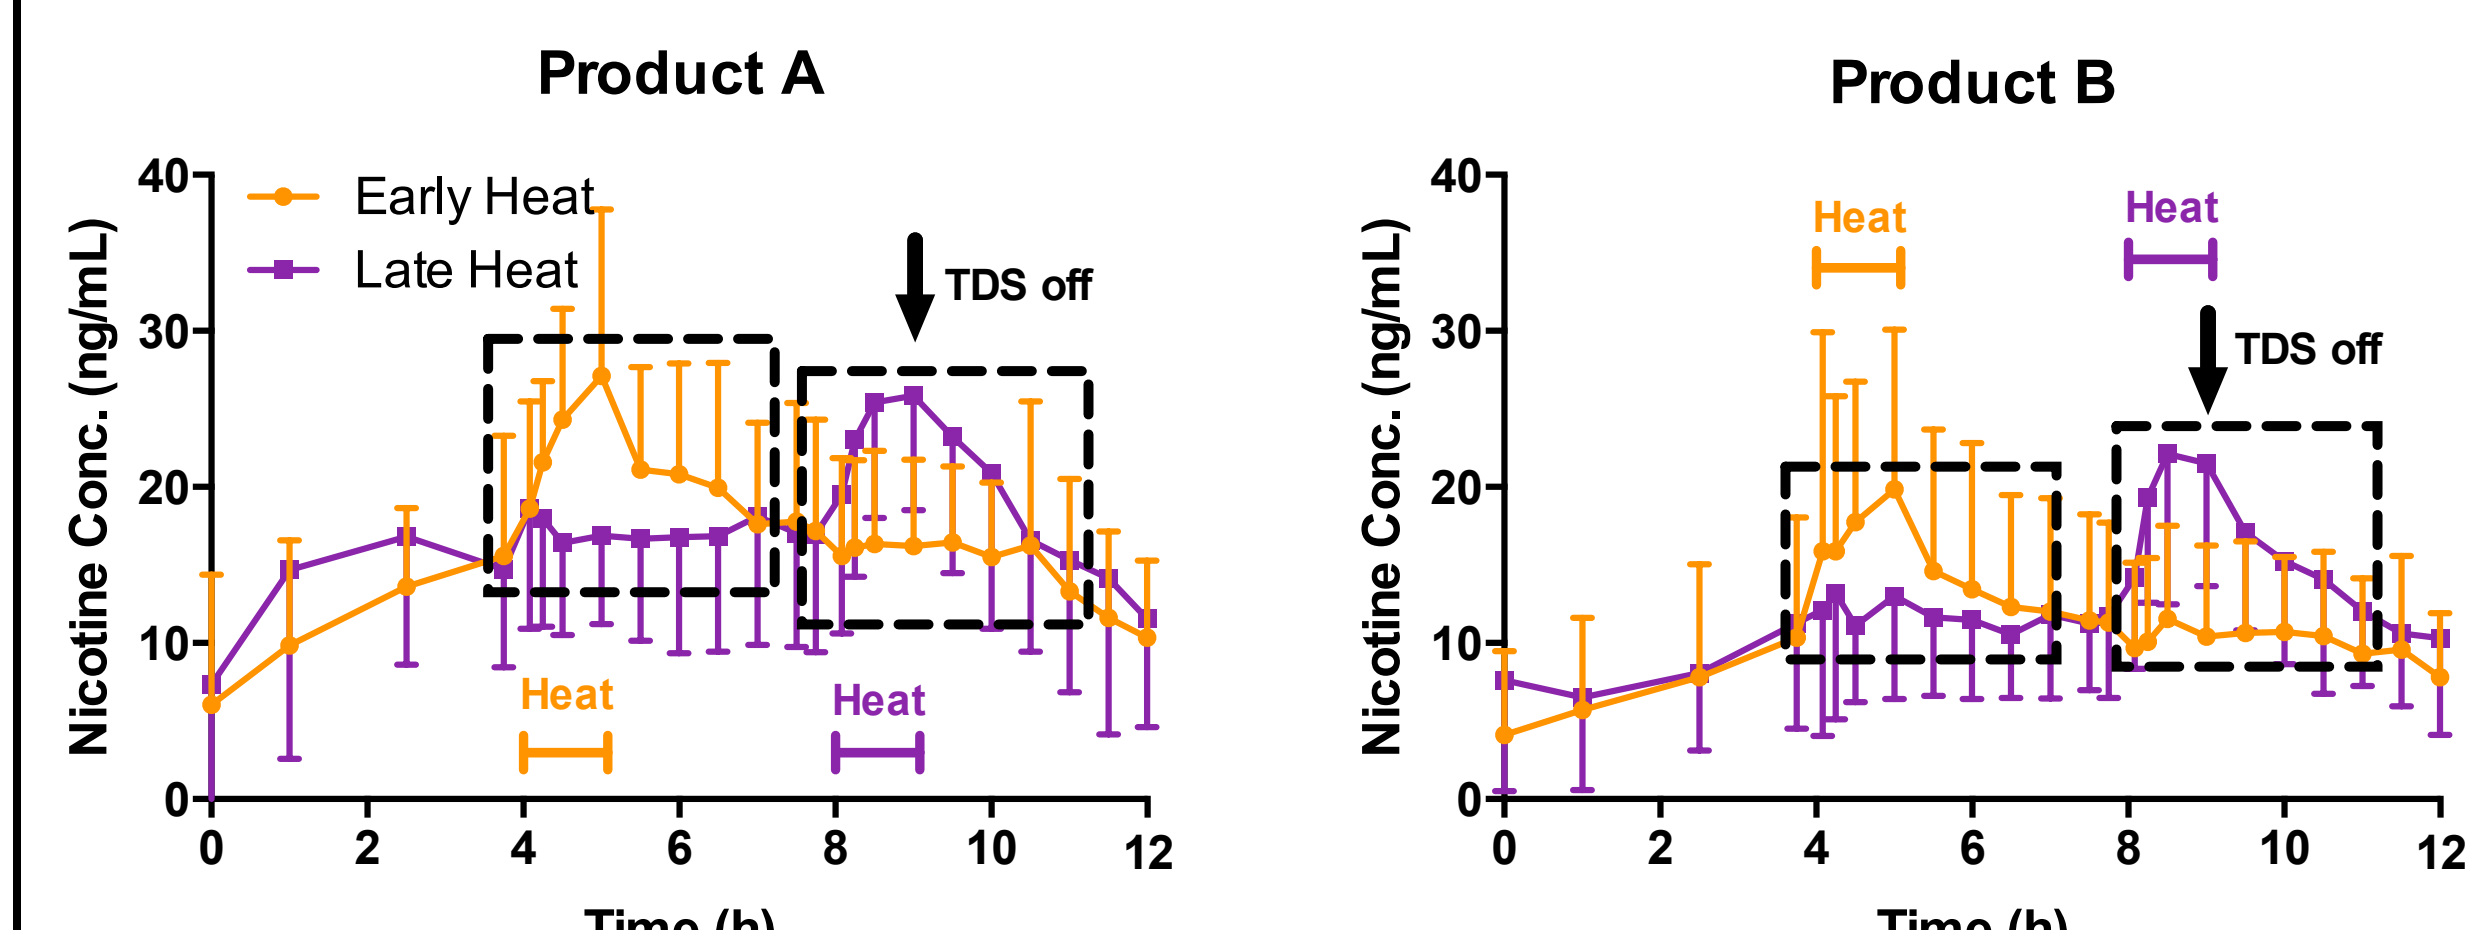 Product A
Nicotine Conc. (ng/mL)
40
30
20
10
0
Early Heat
Late Heat
TDS off
Heat
Heat
0 2 4 6 8 10 12
Time (h)
Product B
Nicotine Conc. (ng/mL)
40
30
20
10
0
Heat
Heat
TDS off
0 2 4 6 8 10 12
Time (h)